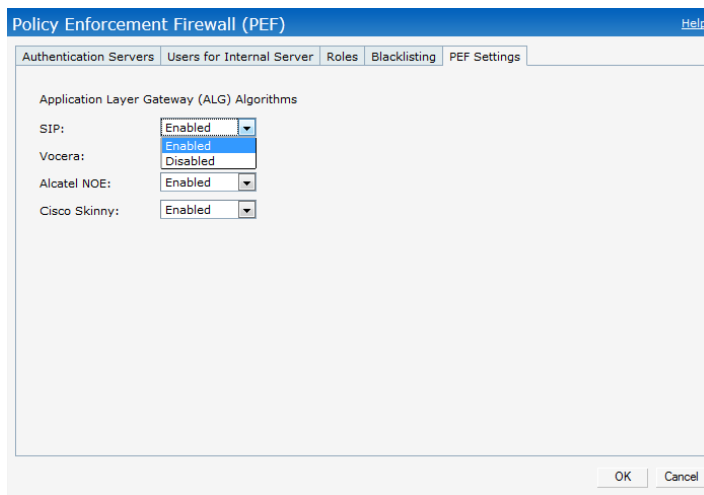 Policy Enforcement Firewall (PEF)
Help
Authentication Servers Users for Internal Server Roles Blacklisting PEF Settings
Application Layer Gateway (ALG) Algorithms
SIP: Enabled
Enabled
Vocera:
Disabled
Alcatel NOE: Enabled
Cisco Skinny: Enabled
OK Cancel